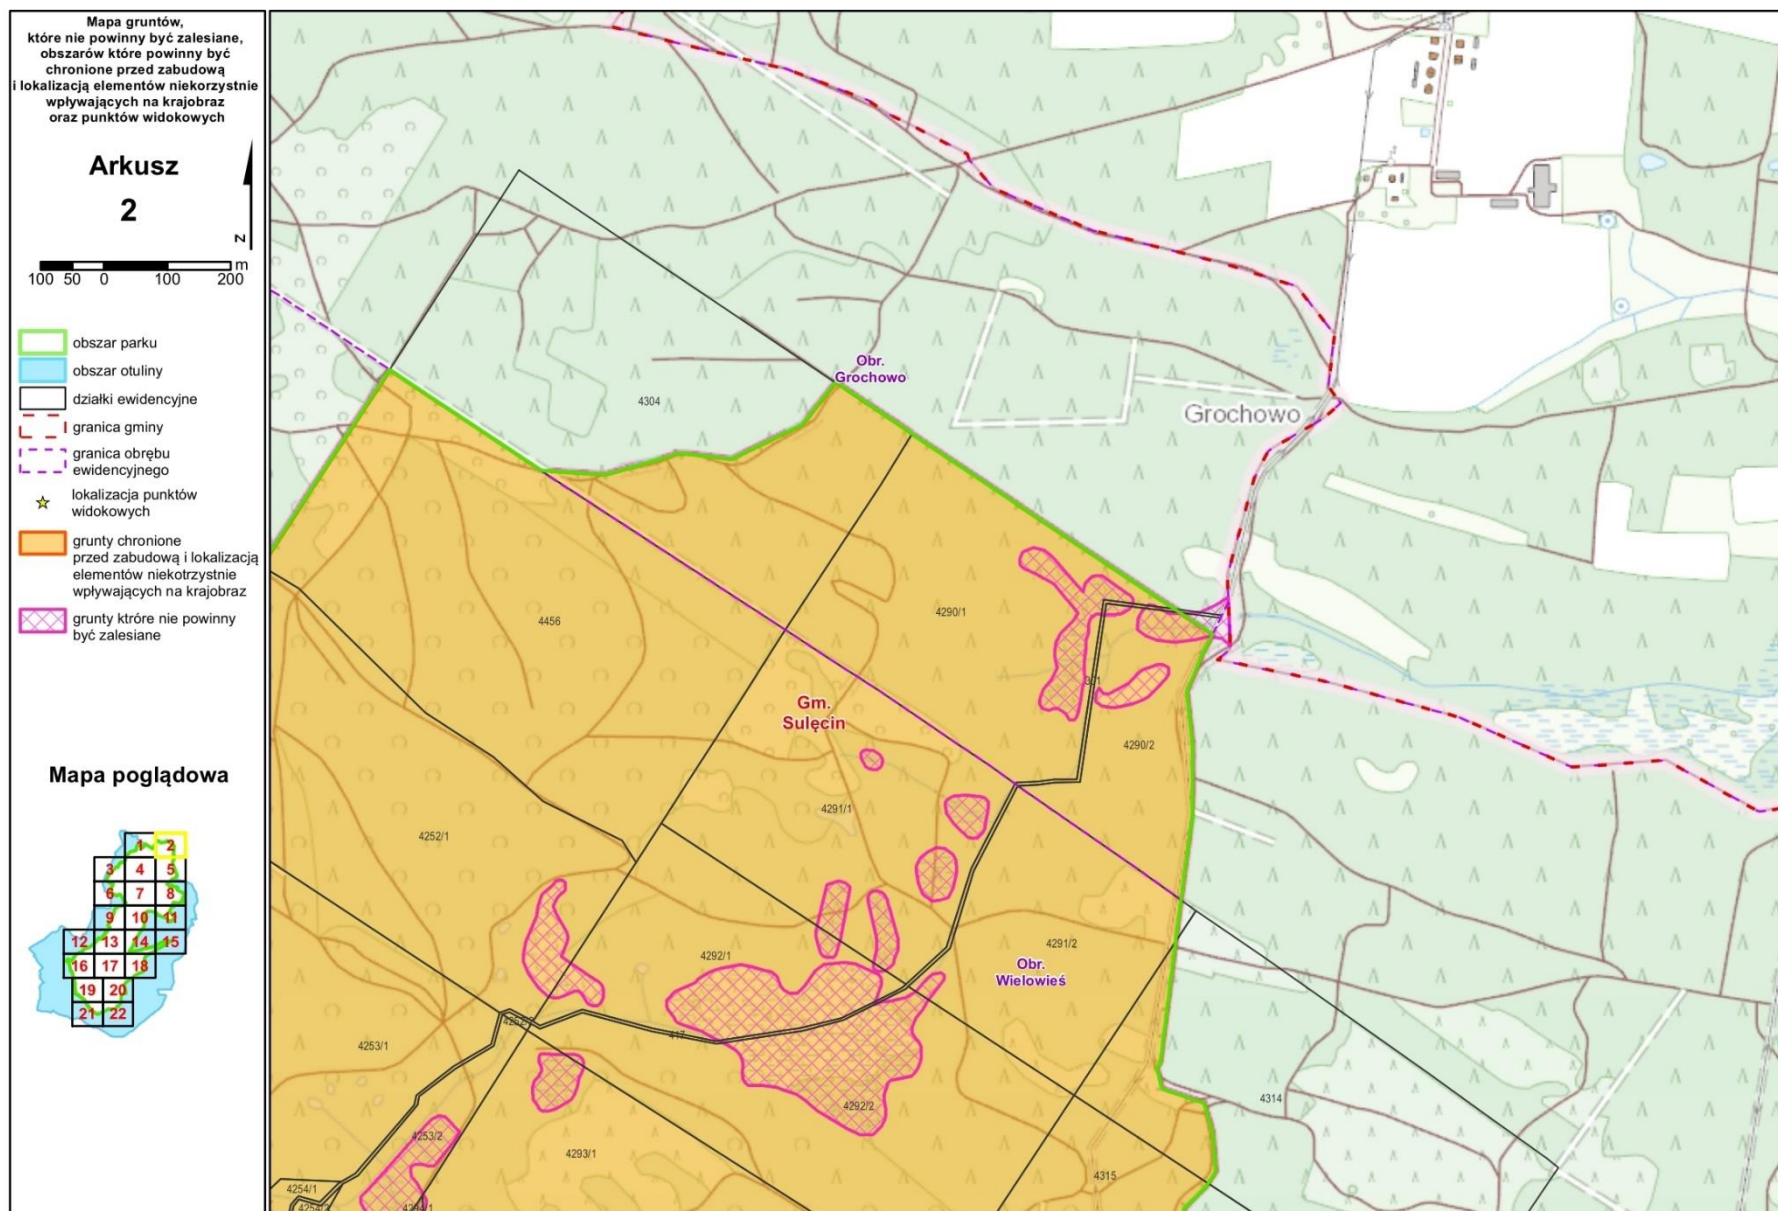 Mapa gruntów,
które nie powinny być zalesiane,
obszarów które powinny być
chronione przed zabudową
i lokalizacją elementów niekorzystnie
wpływających na krajobraz
oraz punktów widokowych
Arkusz
2
N
100 50 0 100 200 m
obszar parku
obszar otuliny
działki ewidencyjne
granica gminy
granica obrębu
ewidencyjnego
lokalizacja punktów
widokowych
grunty chronione
przed zabudową i lokalizacją
elementów niekotrzystnie
wpływających na krajobraz
grunty króre nie powinny
być zalesiane
Mapa poglądowa
1 2
3 4 5
6 7 8
9 10 11
12 13 14 15
16 17 18
19 20
21 22
Obr.
Grochowo
4304
Grochowo
4456
4290/1
301
Gm.
Sulęcin
4290/2
4291/1
4252/1
4291/2
4292/1
Obr.
Wielowieś
417
4253/1
4292/2
4314
4253/2
4293/1
4315
4254/1